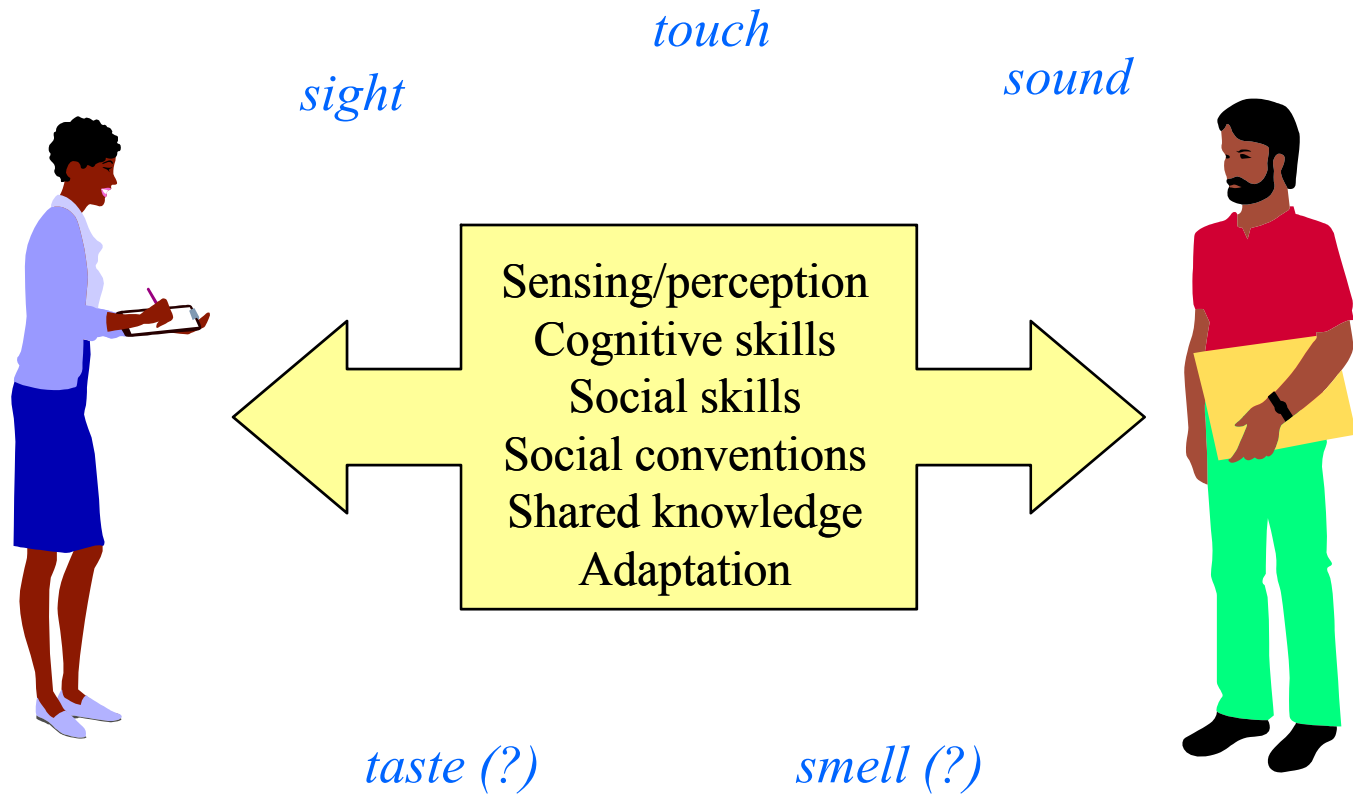 touch
sight
sound
Sensing/perception
Cognitive skills
Social skills
Social conventions
Shared knowledge
Adaptation
taste (?)
smell (?)